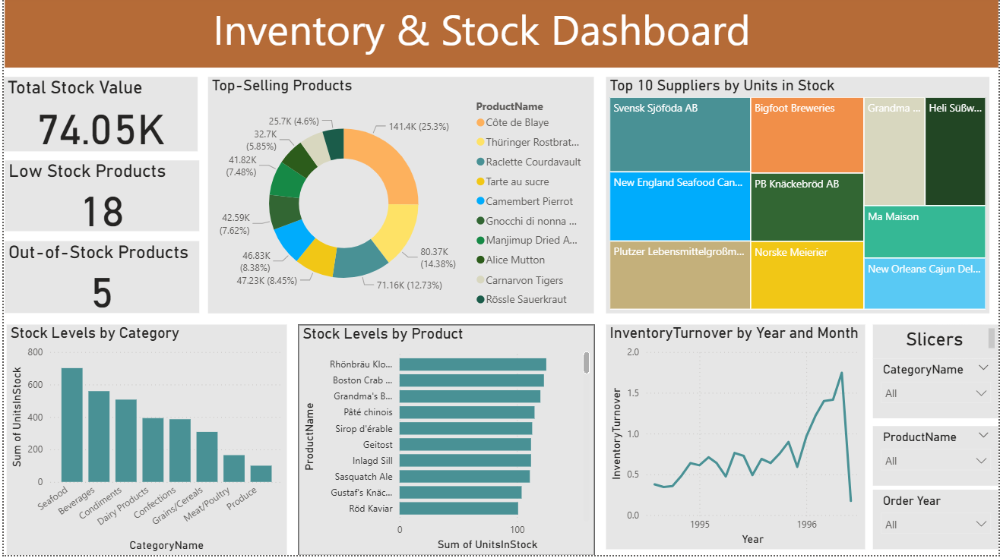 Inventory & Stock Dashboard
Total Stock Value
74.05K
Low Stock Products
18
Out-of-Stock Products
5
Top-Selling Products
25.7K (4.6%)
32.7K
(5.85%)
41.82K
(7.48%)
42.59K
(7.62%)
46.83K
(8.38%)
47.23K (8.45%)
141.4K (25.3%)
80.37K
(14.38%)
71.16K (12.73%)
ProductName
Côte de Blaye
Thüringer Rostbrat...
Raclette Courdavault
Tarte au sucre
Camembert Pierrot
Gnocchi di nonna ...
Manjimup Dried A...
Alice Mutton
Carnarvon Tigers
Rössle Sauerkraut
Top 10 Suppliers by Units in Stock
Svensk Sjöföda AB
New England Seafood Can...
Plutzer Lebensmittelgroßm...
Bigfoot Breweries
PB Knäckebröd AB
Norske Meierier
Grandma ...
Heli Süßw...
Ma Maison
New Orleans Cajun Del...
Stock Levels by Category
Sum of UnitsInStock
800
600
400
200
0
Seafood
Beverages
Condiments
Dairy Products
Confections
Grains/Cereals
Meat/Poultry
Produce
CategoryName
Stock Levels by Product
ProductName
Rhönbräu Klo...
Boston Crab ...
Grandma's B...
Pâté chinois
Sirop d'érable
Geitost
Inlagd Sill
Sasquatch Ale
Gustaf's Knäc...
Röd Kaviar
0
100
Sum of UnitsInStock
InventoryTurnover by Year and Month
InventoryTurnover
2.0
1.5
1.0
0.5
0.0
1995
1996
Year
Slicers
CategoryName
All
ProductName
All
Order Year
All